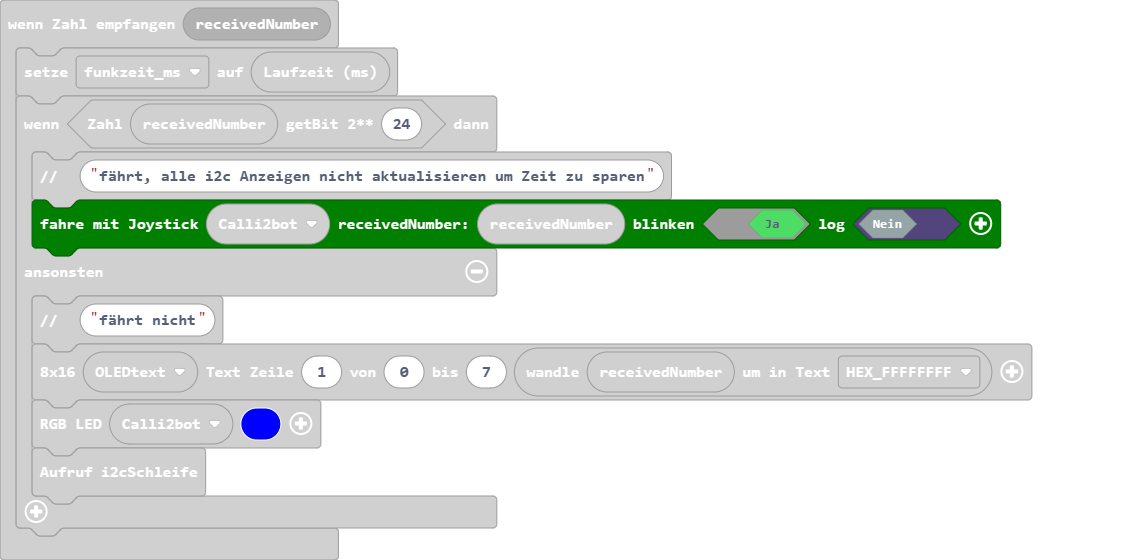 wenn Zahl empfangen receivedNumber
setze funkzeit_ms auf Laufzeit (ms)
wenn Zahl receivedNumber getBit 2** 24 dann
// "fährt, alle i2c Anzeigen nicht aktualisieren um Zeit zu sparen"
fahre mit Joystick Calli2bot receivedNumber: receivedNumber blinken Ja log Nein
ansonsten
// "fährt nicht"
8x16 OLEDtext Text Zeile 1 von 0 bis 7 wandle receivedNumber um in Text HEX_FFFFFFFF
RGB LED Calli2bot
Aufruf i2cSchleife